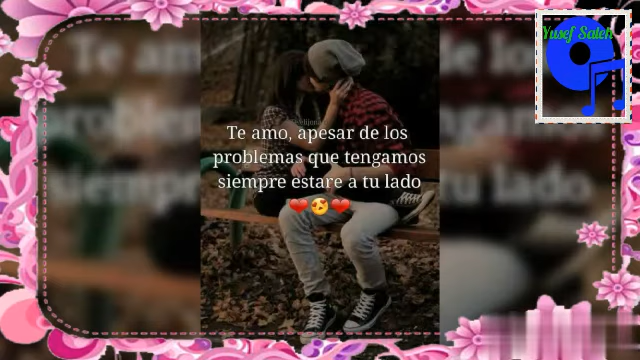 Yusef Saleh
Te amo, apesar de los
problemas que tengamos
siempre estare a tu lado
❤😍❤